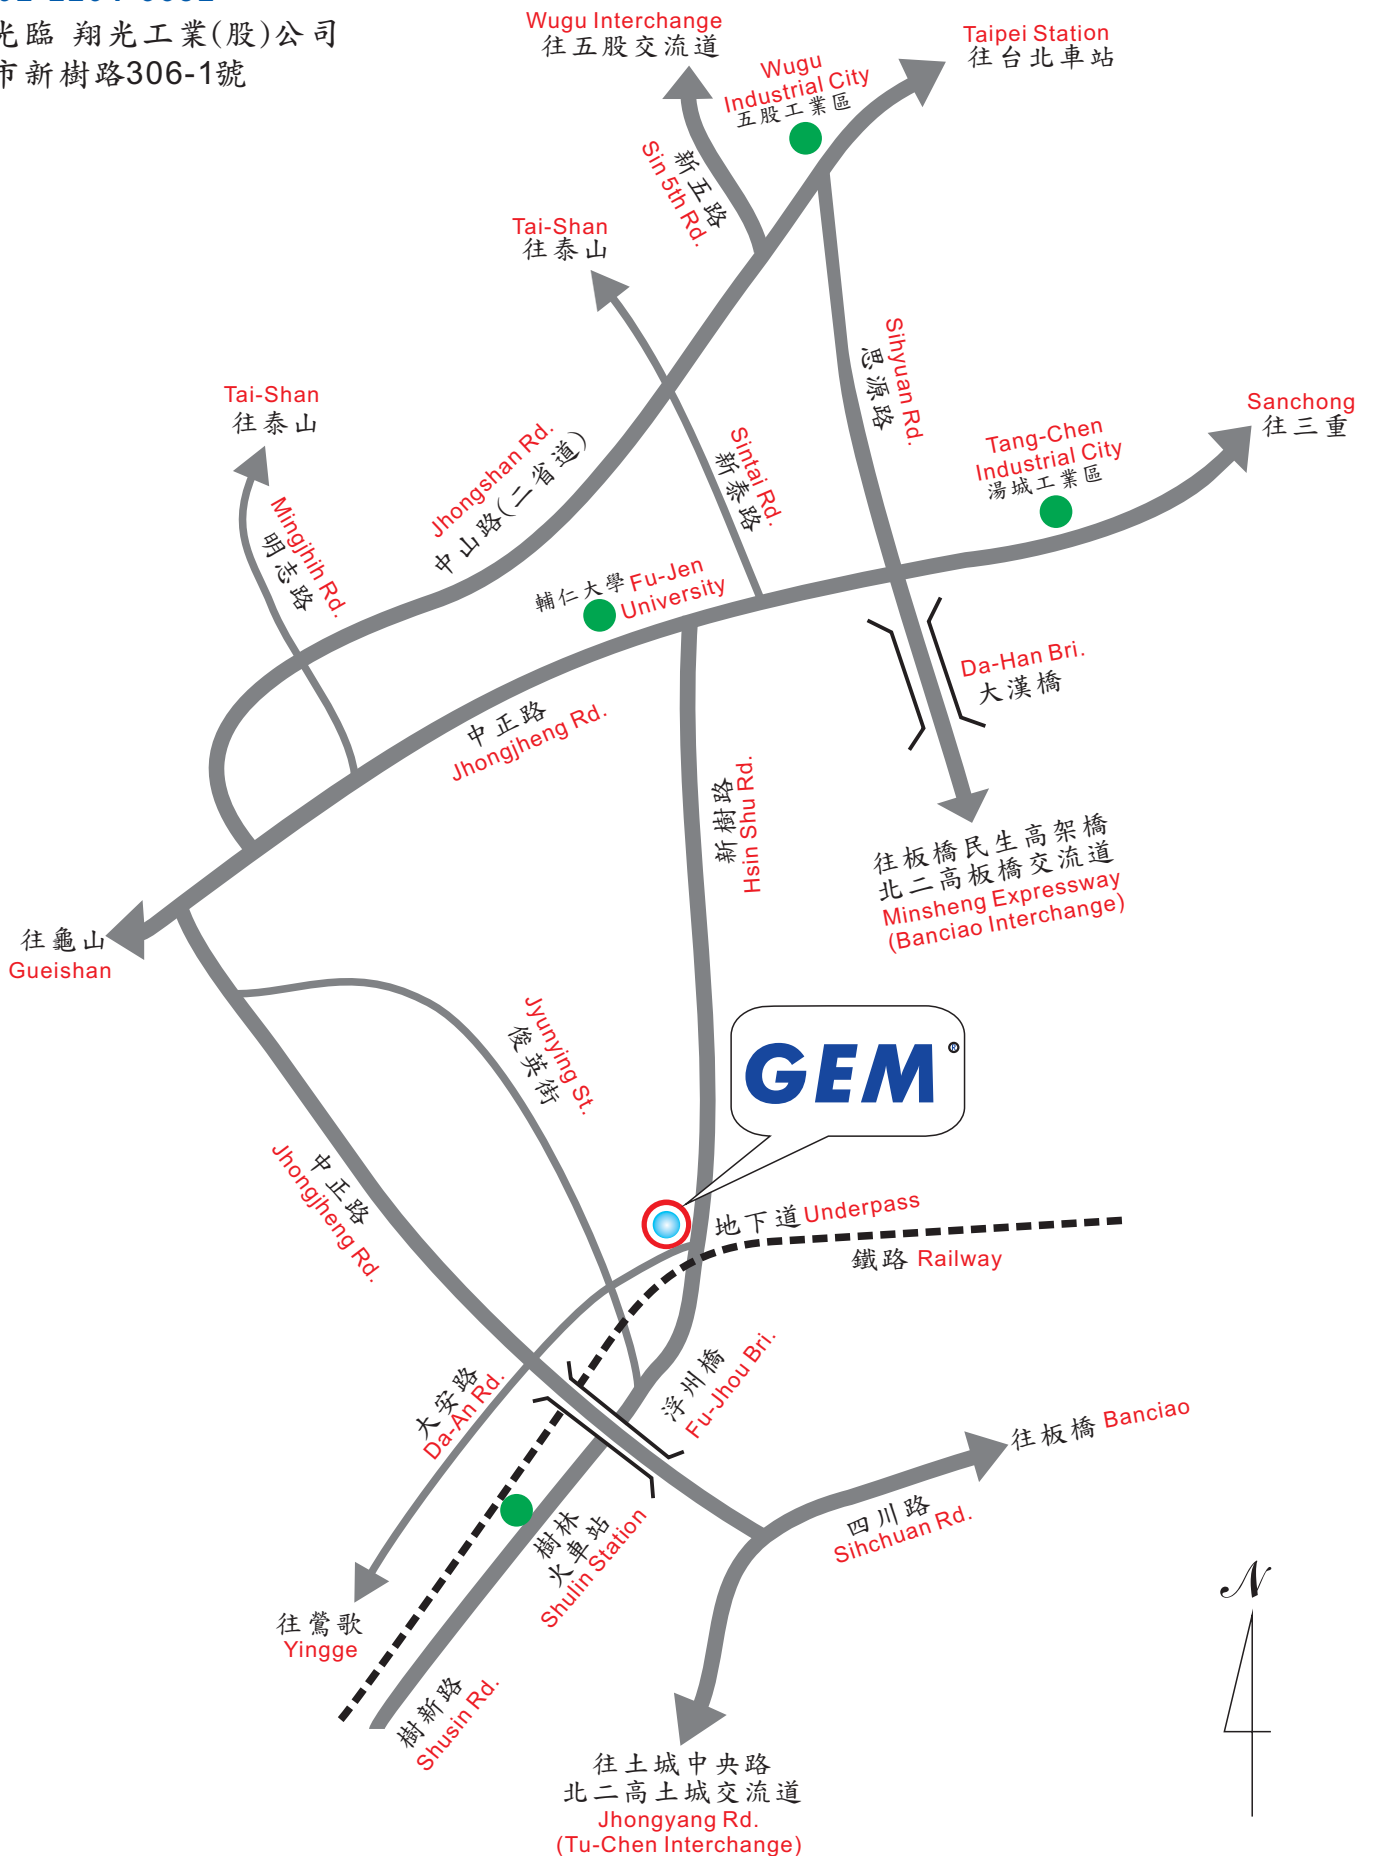 光臨 翔光工業(股)公司
市新樹路306-1號
Wugu Interchange
往五股交流道
Taipei Station
往台北車站
Wugu
Industrial City
五股工業區
新五路
Sin 5th Rd.
Tai-Shan
往泰山
Tai-Shan
往泰山
Sihyuan Rd.
思源路
Sanchong
往三重
Tang-Chen
Industrial City
湯城工業區
Jhongshan Rd.
中山路(二省道)
Sintai Rd.
新泰路
Mingjhih Rd.
明志路
輔仁大學 Fu-Jen
University
Da-Han Bri.
大漢橋
中正路
Jhongjheng Rd.
新樹路
Hsin Shu Rd.
往板橋民生高架橋
北二高板橋交流道
Minsheng Expressway
(Banciao Interchange)
往龜山
Gueishan
Jyunying St.
俊英街
GEM®
中正路
Jhongjheng Rd.
地下道 Underpass
鐵路 Railway
浮州橋
Fu-Jhou Bri.
大安路
Da-An Rd.
往板橋 Banciao
四川路
Sihchuan Rd.
樹林
火車站
Shulin Station
往鶯歌
Yingge
樹新路
Shusin Rd.
N
往土城中央路
北二高土城交流道
Jhongyang Rd.
(Tu-Chen Interchange)